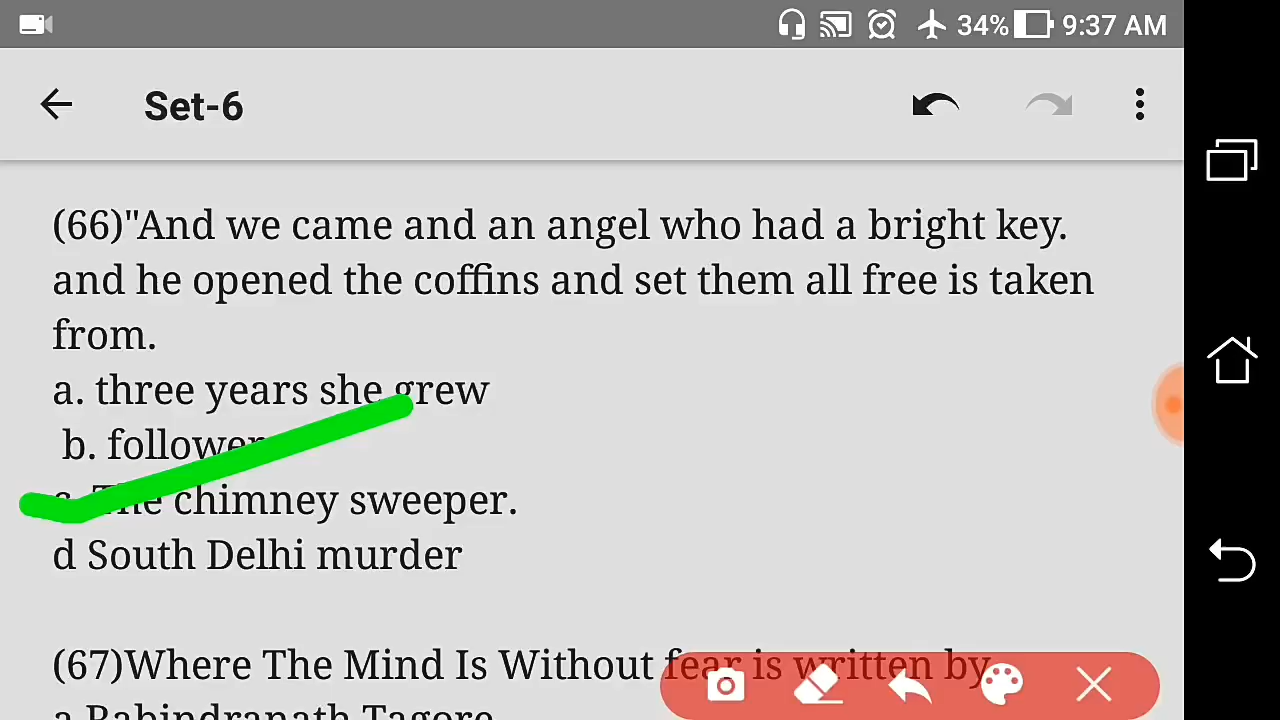 34% 9:37 AM
Set-6
(66)"And we came and an angel who had a bright key.
and he opened the coffins and set them all free is taken
from.
a. three years she grew
b. follower
c. The chimney sweeper.
d South Delhi murder
(67)Where The Mind Is Without fear is written by
a Rabindranath Tagore